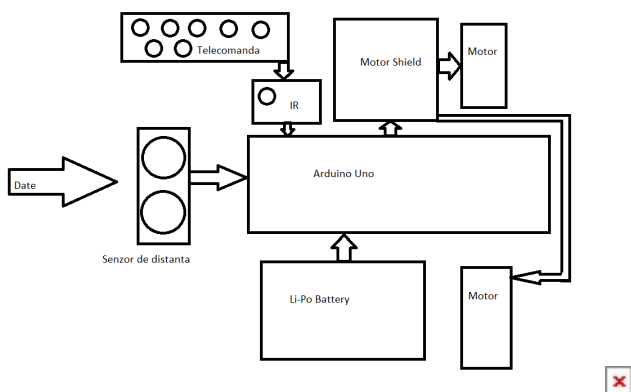 Telecomanda
Motor Shield
Motor
IR
Arduino Uno
Date
Senzor de distanta
Li-Po Battery
Motor